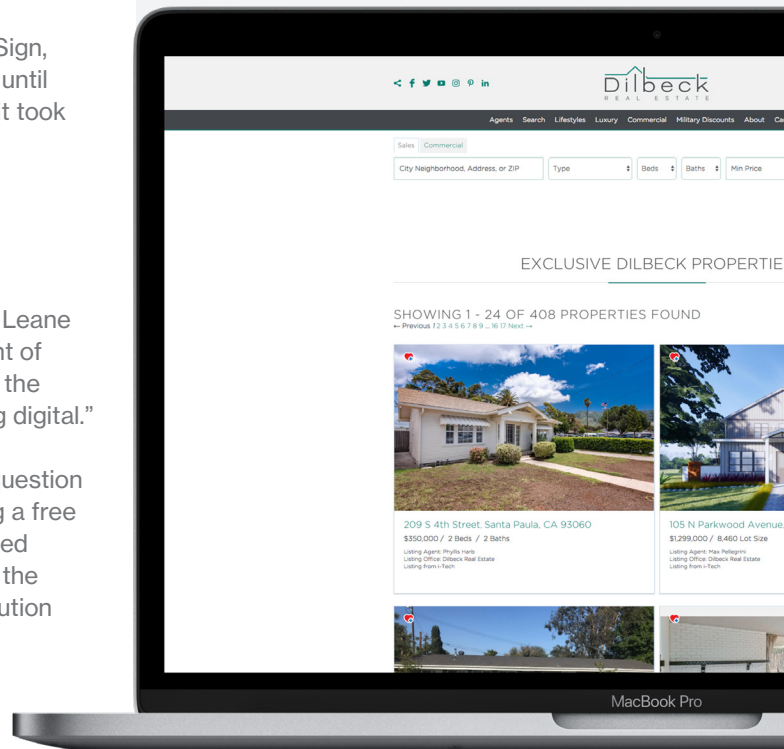 Sign,
until
it took
Leane
nt of
the
g digital.”
uestion
g a free
ed
the
ution
Dilbeck
REAL ESTATE
Agents Search Lifestyles Luxury Commercial Military Discounts About Ca
Sales Commercial
City Neighborhood, Address, or ZIP Type Beds Baths Min Price
EXCLUSIVE DILBECK PROPERTIE
SHOWING 1 - 24 OF 408 PROPERTIES FOUND
← Previous 1 2 3 4 5 6 7 8 9 ... 16 17 Next →
209 S 4th Street, Santa Paula, CA 93060
$350,000 / 2 Beds / 2 Baths
Listing Agent: Phyllis Harb
Listing Office: Dilbeck Real Estate
Listing from i-Tech
105 N Parkwood Avenue,
$1,299,000 / 8,460 Lot Size
Listing Agent: Max Pellegrini
Listing Office: Dilbeck Real Estate
Listing from i-Tech
MacBook Pro